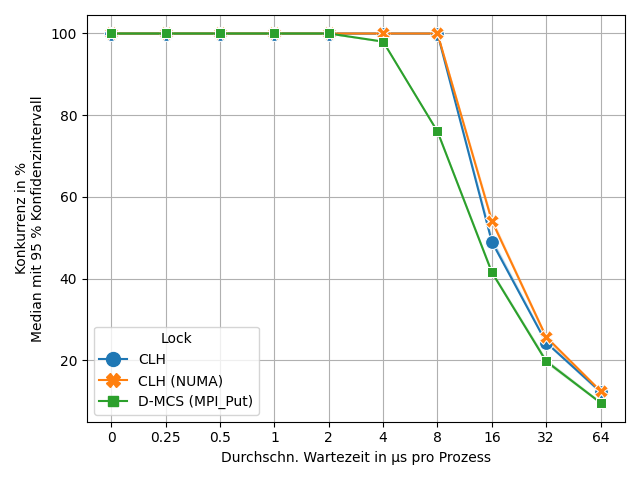 Konkurrenz in %
Median mit 95 % Konfidenzintervall
100
80
60
40
20
Lock
CLH
CLH (NUMA)
D-MCS (MPI_Put)
0 0.25 0.5 1 2 4 8 16 32 64
Durchschn. Wartezeit in µs pro Prozess